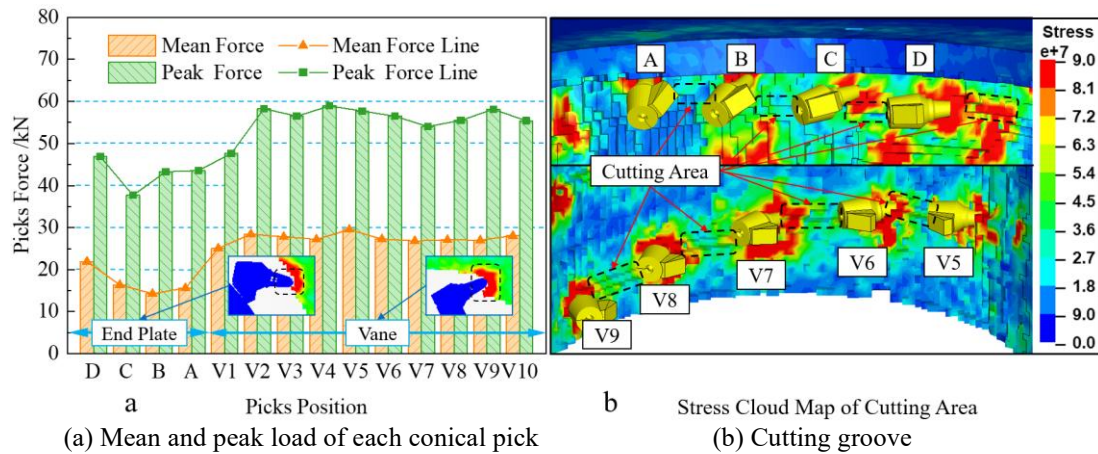 80
70
60
50
40
30
20
10
0
Picks Force /kN
Mean Force
Mean Force Line
Peak Force
Peak Force Line
End Plate
Vane
D C B A V1 V2 V3 V4 V5 V6 V7 V8 V9 V10
a
Picks Position
A B C D
Cutting Area
V9 V8 V7 V6 V5
Stress
e+7
9.0
8.1
7.2
6.3
5.4
4.5
3.6
2.7
1.8
9.0
0.0
b
Stress Cloud Map of Cutting Area
(a) Mean and peak load of each conical pick
(b) Cutting groove